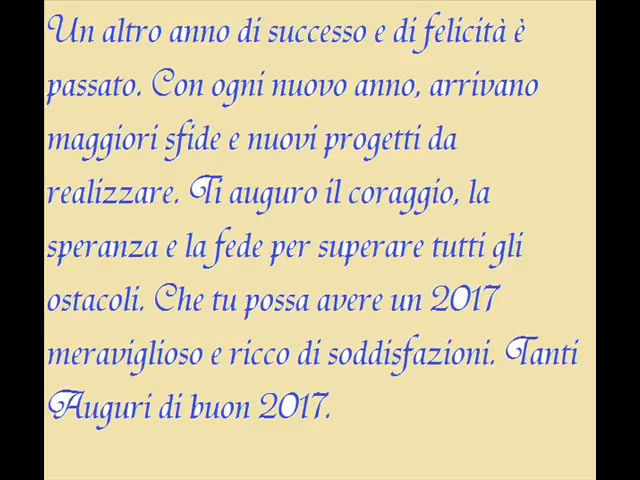 Un altro anno di successo e di felicità è
passato. Con ogni nuovo anno, arrivano
maggiori sfide e nuovi progetti da
realizzare. Ti auguro il coraggio, la
speranza e la fede per superare tutti gli
ostacoli. Che tu possa avere un 2017
meraviglioso e ricco di soddisfazioni. Tanti
Auguri di buon 2017.